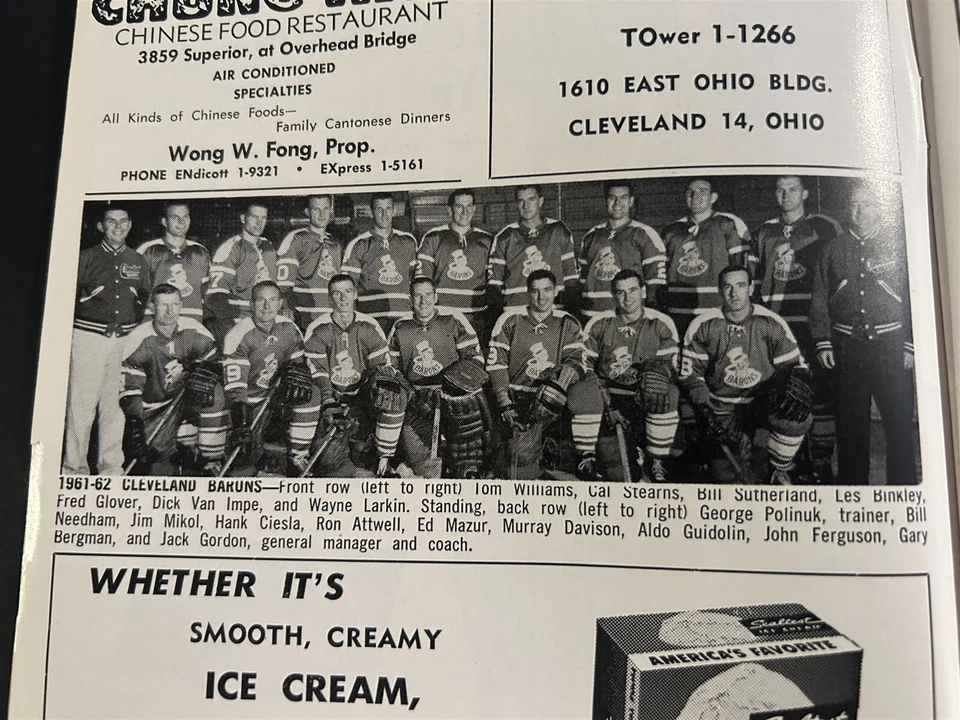 CHINESE FOOD RESTAURANT
3859 Superior, at Overhead Bridge
AIR CONDITIONED
SPECIALTIES
All Kinds of Chinese Foods—
Family Cantonese Dinners
Wong W. Fong, Prop.
PHONE ENdicott 1-9321 • EXpress 1-5161
TOwer 1-1266
1610 EAST OHIO BLDG.
CLEVELAND 14, OHIO
BARONS
1961-62 CLEVELAND BARONS—Front row (left to right) Tom Williams, Cal Stearns, Bill Sutherland, Les Binkley,
Fred Glover, Dick Van Impe, and Wayne Larkin. Standing, back row (left to right) George Polinuk, trainer, Bill
Needham, Jim Mikol, Hank Ciesla, Ron Attwell, Ed Mazur, Murray Davison, Aldo Guidolin, John Ferguson, Gary
Bergman, and Jack Gordon, general manager and coach.
WHETHER IT'S
SMOOTH, CREAMY
ICE CREAM,
Sealtest
ICE CREAM
AMERICA'S FAVORITE
Sealtest